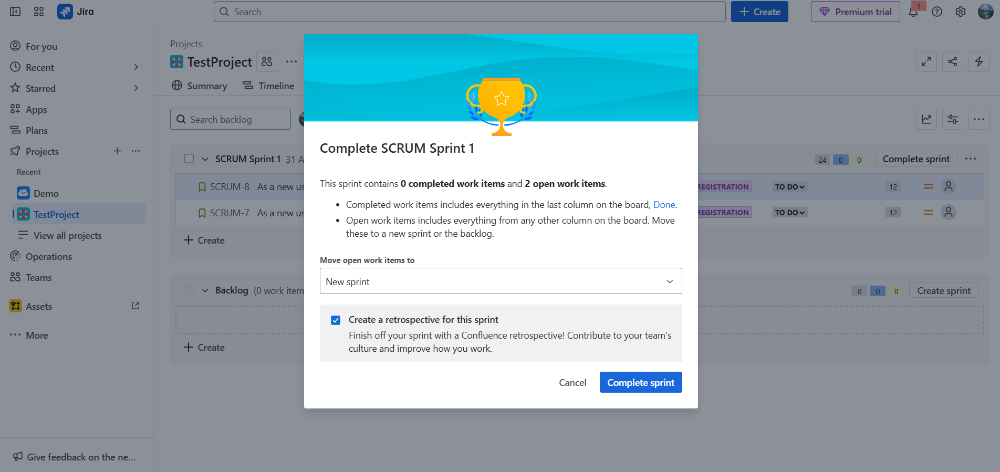 Jira
Search
Create
Premium trial
1
For you
Recent
Starred
Apps
Plans
Projects
Recent
Demo
TestProject
View all projects
Operations
Teams
Assets
More
Give feedback on the ne...
Projects
TestProject
Summary
Timeline
Search backlog
SCRUM Sprint 1 31 A
24 0 0 Complete sprint
SCRUM-8 As a new us
REGISTRATION TO DO 12
SCRUM-7 As a new us
REGISTRATION TO DO 12
Create
Backlog (0 work item
0 0 0 Create sprint
Create
Complete SCRUM Sprint 1
This sprint contains 0 completed work items and 2 open work items.
• Completed work items includes everything in the last column on the board, Done.
• Open work items includes everything from any other column on the board. Move
these to a new sprint or the backlog.
Move open work items to
New sprint
Create a retrospective for this sprint
Finish off your sprint with a Confluence retrospective! Contribute to your team's
culture and improve how you work.
Cancel
Complete sprint